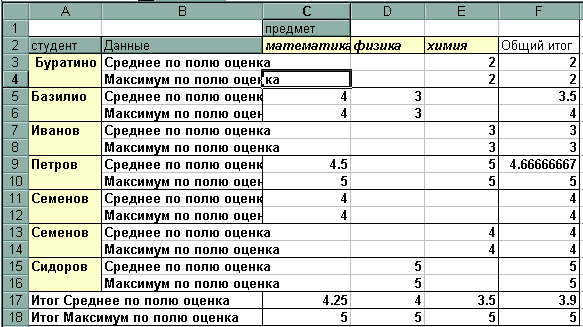 A B C D E F
1 предмет
2 студент Данные математика физика химия Общий итог
3 Буратино Среднее по полю оценка 2 2
4 Максимум по полю оценка 2 2
5 Базилио Среднее по полю оценк 4 3 3.5
6 Максимум по полю оцен 4 3 4
7 Иванов Среднее по полю оценка 3 3
8 Максимум по полю оценка 3 3
9 Петров Среднее по полю оценк 4.5 5 4.66666667
10 Максимум по полю оцен 5 5 5
11 Семенов Среднее по полю оценк 4 4
12 Максимум по полю оцен 4 4
13 Семенов Среднее по полю оценка 4 4
14 Максимум по полю оценка 4 4
15 Сидоров Среднее по полю оценка 5 5
16 Максимум по полю оценка 5 5
17 Итог Среднее по полю оценка 4.25 4 3.5 3.9
18 Итог Максимум по полю оценка 5 5 5 5